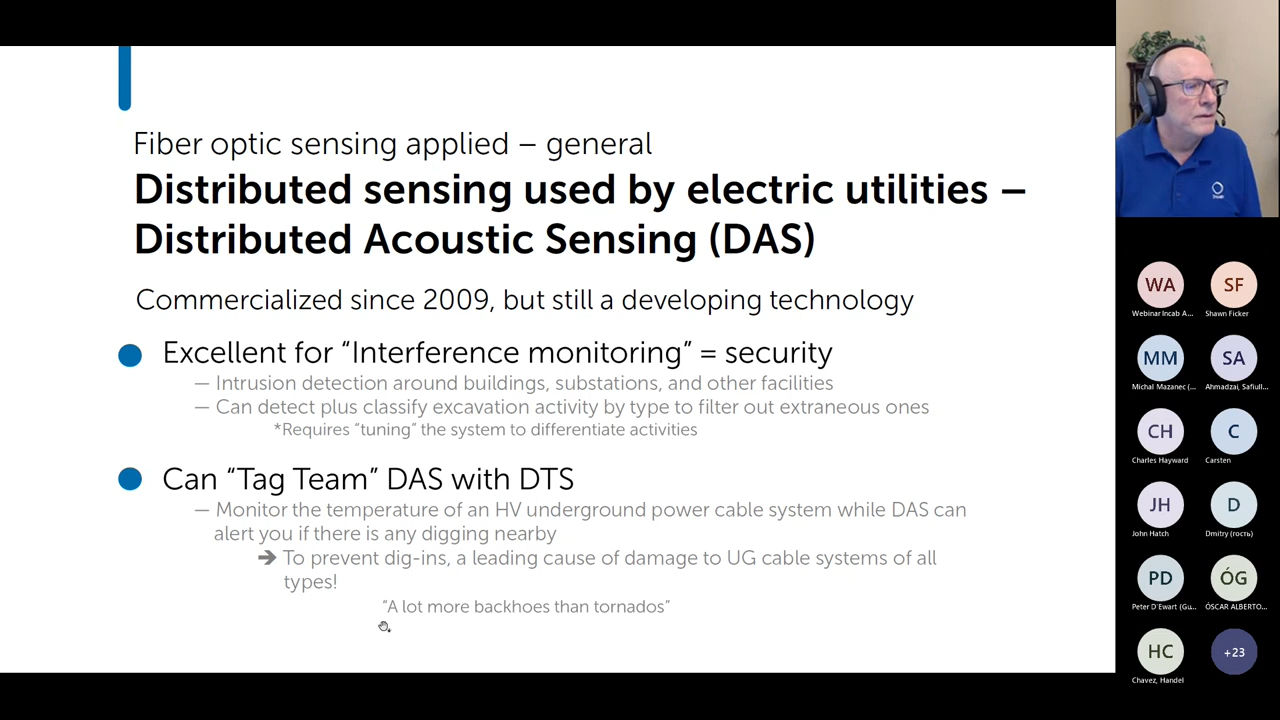 Fiber optic sensing applied – general
Distributed sensing used by electric utilities –
Distributed Acoustic Sensing (DAS)
Commercialized since 2009, but still a developing technology
Excellent for “Interference monitoring” = security
— Intrusion detection around buildings, substations, and other facilities
— Can detect plus classify excavation activity by type to filter out extraneous ones
*Requires “tuning” the system to differentiate activities
Can “Tag Team” DAS with DTS
— Monitor the temperature of an HV underground power cable system while DAS can
alert you if there is any digging nearby
➔ To prevent dig-ins, a leading cause of damage to UG cable systems of all
types!
“A lot more backhoes than tornados”
WA
SF
Webinar Incab A...
Shawn Ficker
MM
SA
Michal Mazanec (...
Ahmadzai, Safiull...
CH
C
Charles Hayward
Carsten
JH
D
John Hatch
Dmitry (гость)
PD
ÓG
Peter D'Ewart (Gu...
ÓSCAR ALBERTO...
HC
+23
Chavez, Handel